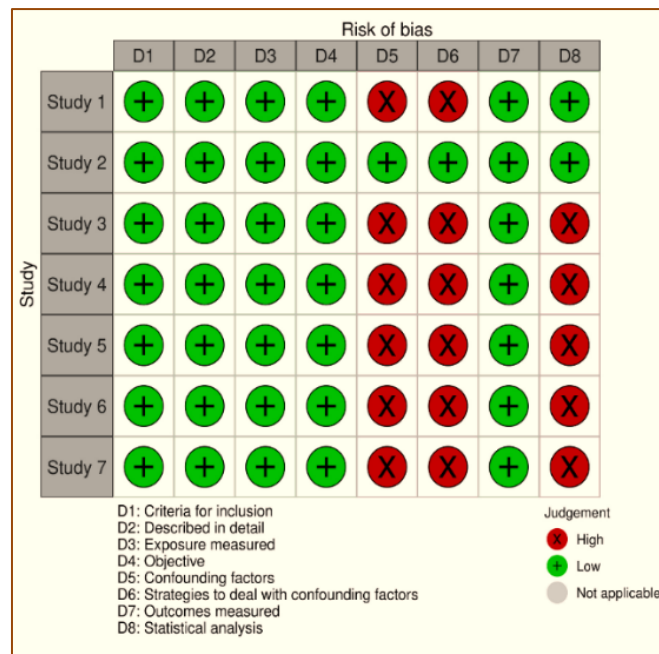 Risk of bias
D1 D2 D3 D4 D5 D6 D7 D8
Study
Study 1 + + + + X X + +
Study 2 + + + + + + + +
Study 3 + + + + X X + X
Study 4 + + + + X X + X
Study 5 + + + + X X + X
Study 6 + + + + X X + X
Study 7 + + + + X X + X
D1: Criteria for inclusion
D2: Described in detail
D3: Exposure measured
D4: Objective
D5: Confounding factors
D6: Strategies to deal with confounding factors
D7: Outcomes measured
D8: Statistical analysis
Judgement
X High
+ Low
Not applicable